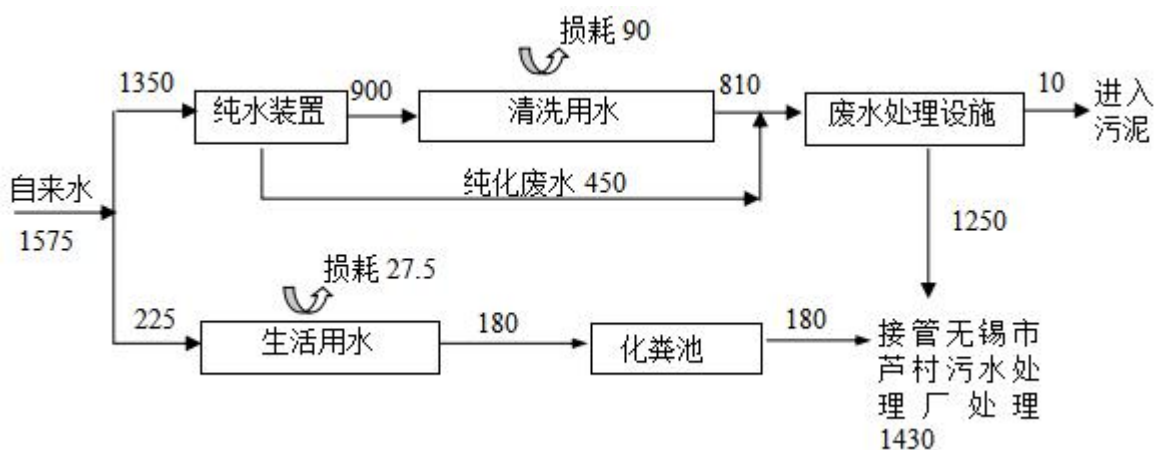 损耗 90
1350
纯水装置
900
清洗用水
810
废水处理设施
10
进入
污泥
纯化废水 450
自来水
1575
1250
损耗 27.5
225
生活用水
180
化粪池
180
接管无锡市
芦村污水处
理厂处理
1430